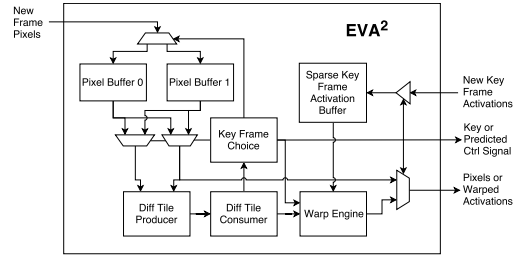 New
Frame
Pixels
EVA²
Pixel Buffer 0
Pixel Buffer 1
Sparse Key
Frame
Activation
Buffer
New Key
Frame
Activations
Key Frame
Choice
Key or
Predicted
Ctrl Signal
Pixels or
Warped
Activations
Diff Tile
Producer
Diff Tile
Consumer
Warp Engine